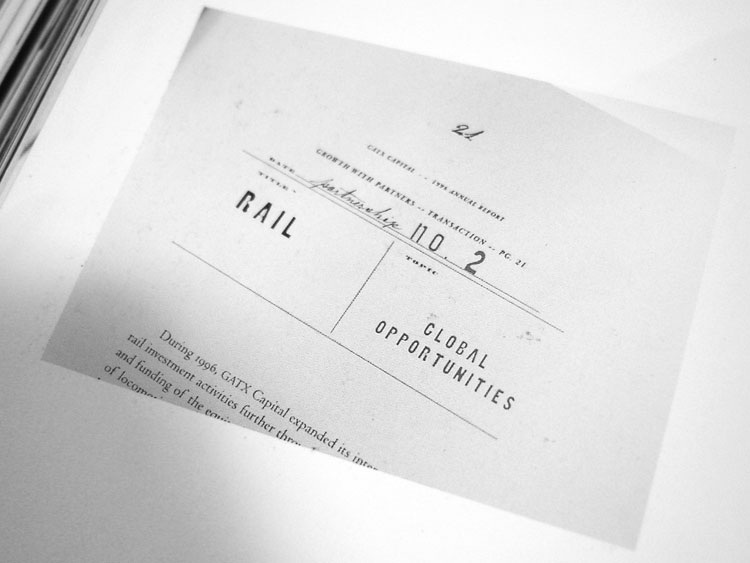 21
GATX CAPITAL -- 1996 ANNUAL REPORT
GROWTH WITH PARTNERS -- TRANSACTION -- PG. 21
DATE partnership no. 2
TITLE
RAIL
TOPIC
GLOBAL
OPPORTUNITIES
During 1996, GATX Capital expanded its
rail investment activities further
and funding of the
of